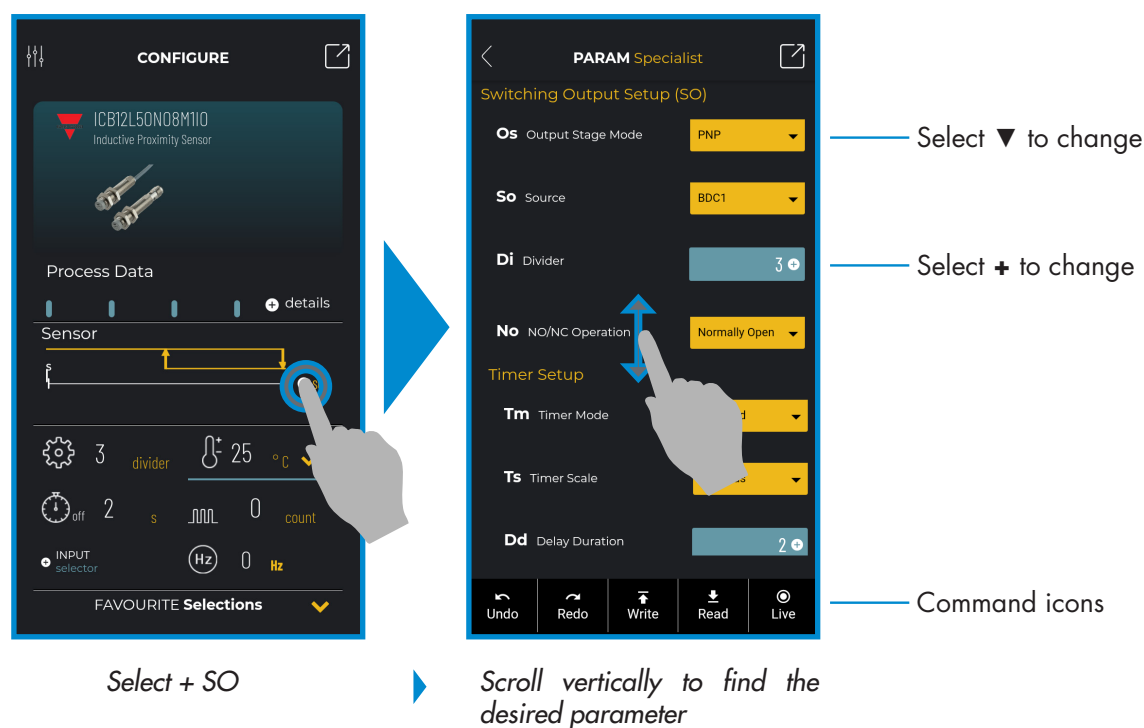 CONFIGURE
ICB12L50N08M1IO
Inductive Proximity Sensor
Process Data
+ details
Sensor
s
3 divider
25 °C
off 2 s
0 count
+ INPUT
selector
Hz 0 Hz
FAVOURITE Selections
Select + SO
PARAM Specialist
Switching Output Setup (SO)
Os Output Stage Mode PNP
So Source BDC1
Di Divider 3 +
No NO/NC Operation Normally Open
Timer Setup
Tm Timer Mode
Ts Timer Scale
Dd Delay Duration 2 +
Undo Redo Write Read Live
Scroll vertically to find the
desired parameter
Select ▼ to change
Select + to change
Command icons